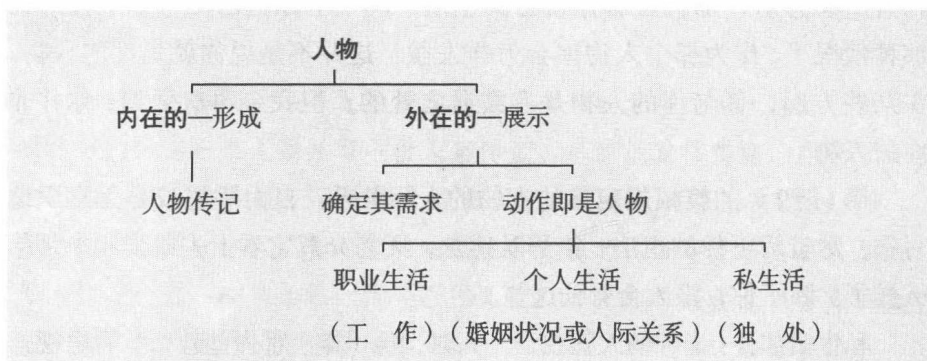 人物
内在的—形成 外在的—展示
人物传记 确定其需求 动作即是人物
职业生活 个人生活 私生活
（工 作）（婚姻状况或人际关系）（独 处）